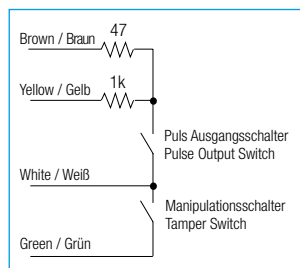 47
Brown / Braun
1k
Yellow / Gelb
Puls Ausgangsschalter
Pulse Output Switch
White / Weiß
Manipulationsschalter
Tamper Switch
Green / Grün